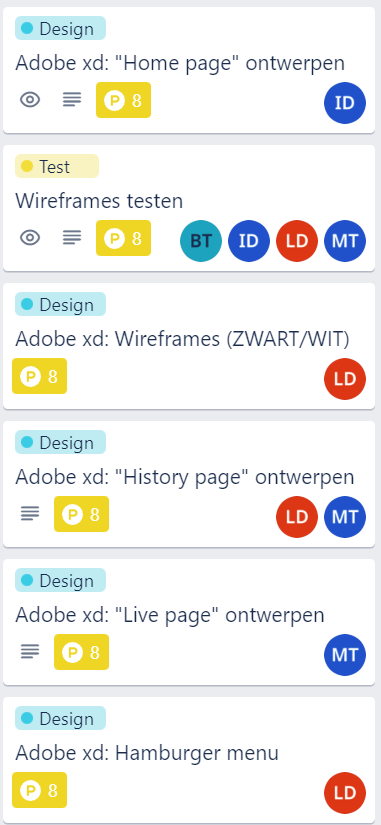 Design
Adobe xd: "Home page" ontwerpen
P 8 ID
Test
Wireframes testen
P 8 BT ID LD MT
Design
Adobe xd: Wireframes (ZWART/WIT)
P 8 LD
Design
Adobe xd: "History page" ontwerpen
P 8 LD MT
Design
Adobe xd: "Live page" ontwerpen
P 8 MT
Design
Adobe xd: Hamburger menu
P 8 LD